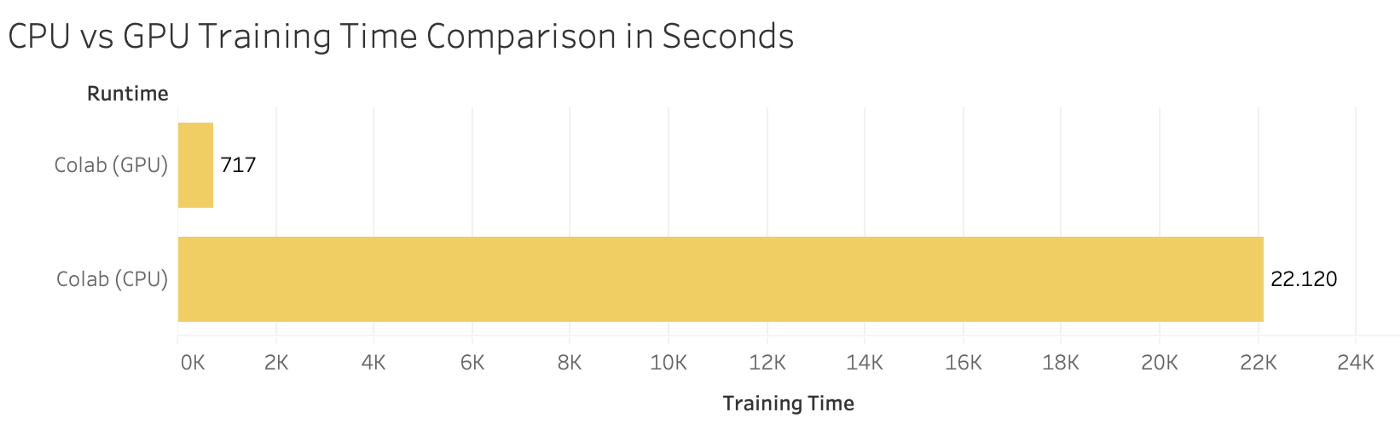 CPU vs GPU Training Time Comparison in Seconds
Runtime
Colab (GPU) 717
Colab (CPU) 22.120
0K 2K 4K 6K 8K 10K 12K 14K 16K 18K 20K 22K 24K
Training Time